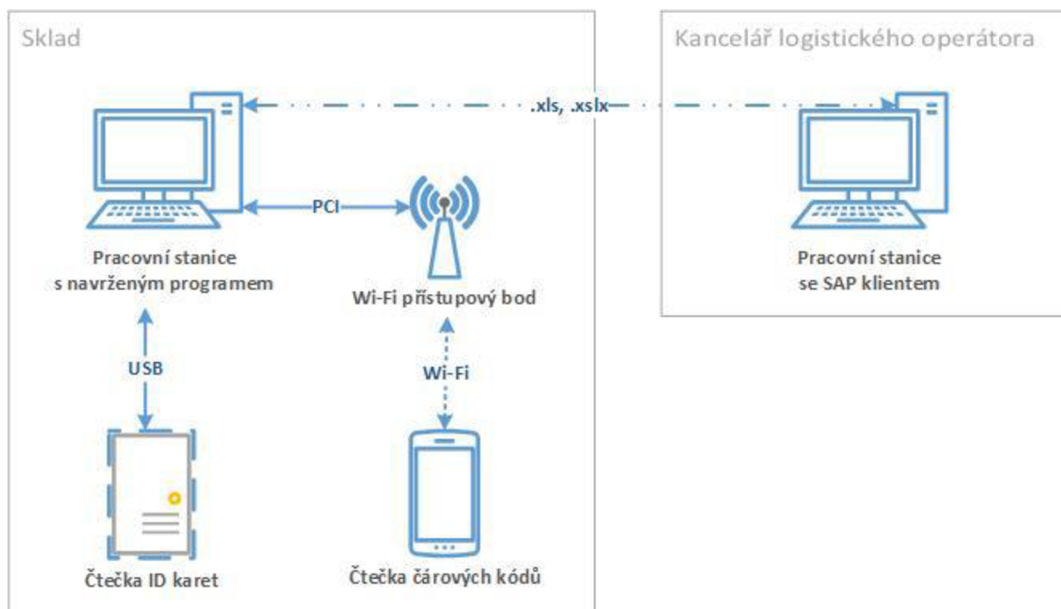 Sklad
Kancelář logistického operátora
.xls, .xslx
PCI
Pracovní stanice
s navrženým programem
Wi-Fi přístupový bod
Pracovní stanice
se SAP klientem
USB
Wi-Fi
Čtečka ID karet
Čtečka čárových kódů